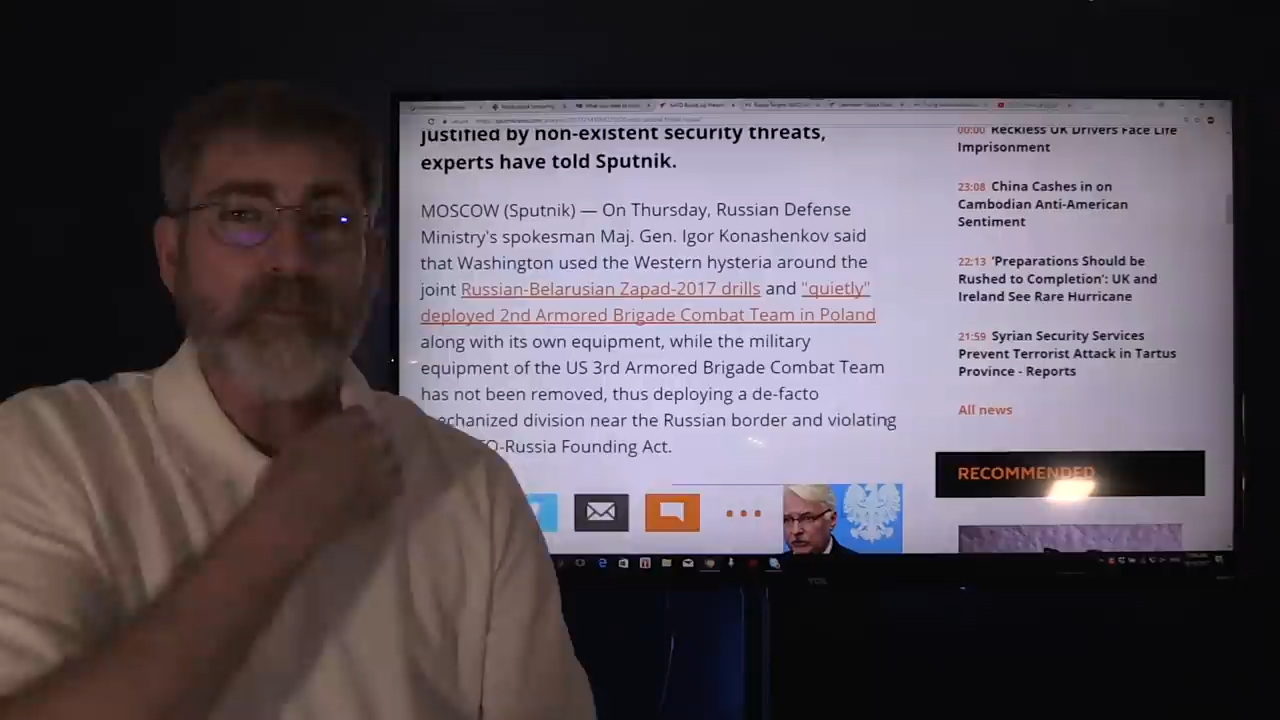 justified by non-existent security threats,
experts have told Sputnik.
MOSCOW (Sputnik) — On Thursday, Russian Defense
Ministry's spokesman Maj. Gen. Igor Konashenkov said
that Washington used the Western hysteria around the
joint Russian-Belarusian Zapad-2017 drills and "quietly"
deployed 2nd Armored Brigade Combat Team in Poland
along with its own equipment, while the military
equipment of the US 3rd Armored Brigade Combat Team
has not been removed, thus deploying a de-facto
mechanized division near the Russian border and violating
-Russia Founding Act.
00:00 Reckless UK Drivers Face Life
Imprisonment
23:08 China Cashes in on
Cambodian Anti-American
Sentiment
22:13 'Preparations Should be
Rushed to Completion': UK and
Ireland See Rare Hurricane
21:59 Syrian Security Services
Prevent Terrorist Attack in Tartus
Province - Reports
All news
RECOMMENDED
TCL